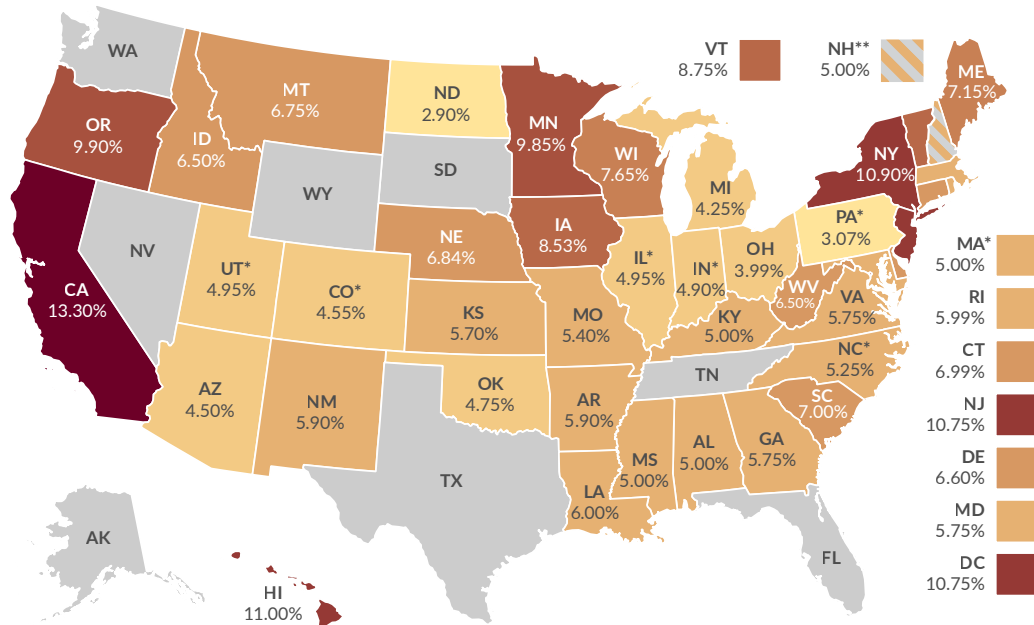 WA
VT
8.75%
NH**
5.00%
ME
7.15%
MT
6.75%
ND
2.90%
OR
9.90%
ID
6.50%
MN
9.85%
WI
7.65%
NY
10.90%
SD
WY
MI
4.25%
IA
8.53%
PA*
3.07%
NE
6.84%
NV
UT*
4.95%
CO*
4.55%
IL*
4.95%
IN*
4.90%
OH
3.99%
MA*
5.00%
CA
13.30%
WV
6.50%
VA
5.75%
RI
5.99%
KS
5.70%
MO
5.40%
KY
5.00%
NC*
5.25%
CT
6.99%
TN
AZ
4.50%
NM
5.90%
OK
4.75%
AR
5.90%
SC
7.00%
NJ
10.75%
MS
5.00%
AL
5.00%
GA
5.75%
DE
6.60%
TX
LA
6.00%
MD
5.75%
AK
FL
DC
10.75%
HI
11.00%